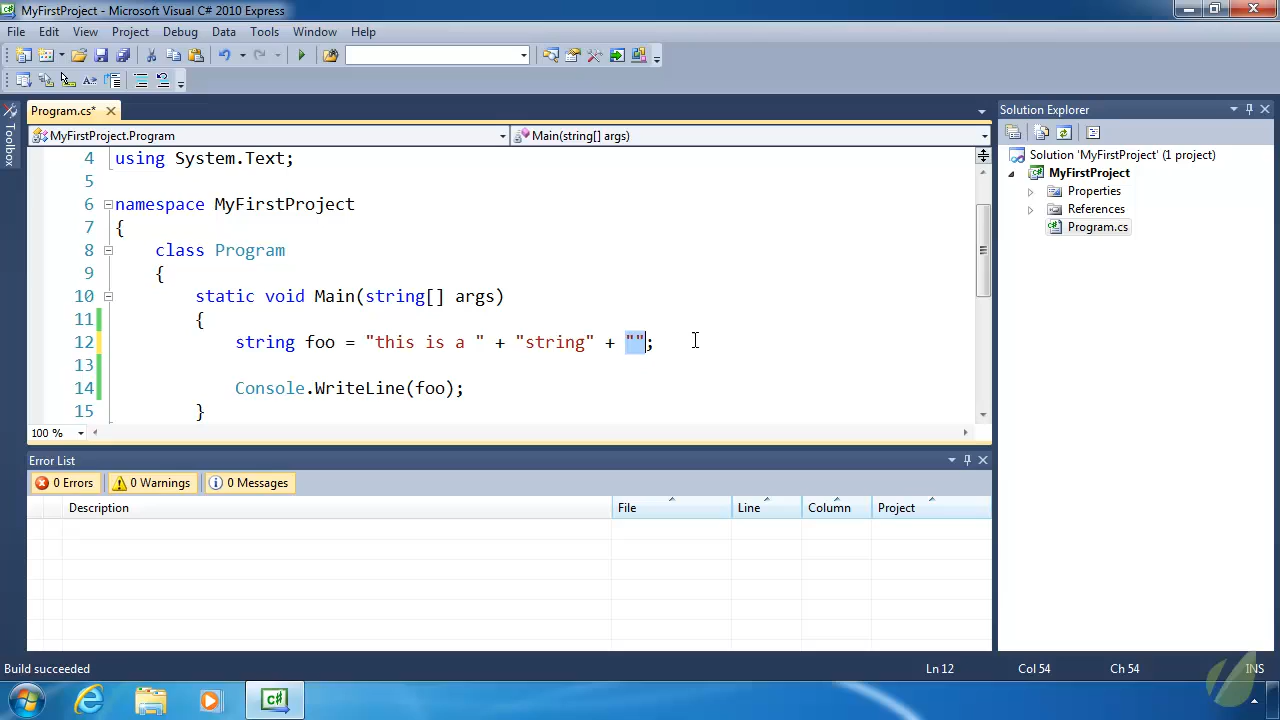 MyFirstProject - Microsoft Visual C# 2010 Express
File Edit View Project Debug Data Tools Window Help
Program.cs*
Toolbox
MyFirstProject.Program
Main(string[] args)
4 using System.Text;
5
6 namespace MyFirstProject
7 {
8 class Program
9 {
10 static void Main(string[] args)
11 {
12 string foo = "this is a " + "string" + "";
13
14 Console.WriteLine(foo);
15 }
100 %
Solution Explorer
Solution 'MyFirstProject' (1 project)
MyFirstProject
Properties
References
Program.cs
Error List
0 Errors 0 Warnings 0 Messages
Description File Line Column Project
Build succeeded Ln 12 Col 54 Ch 54 INS